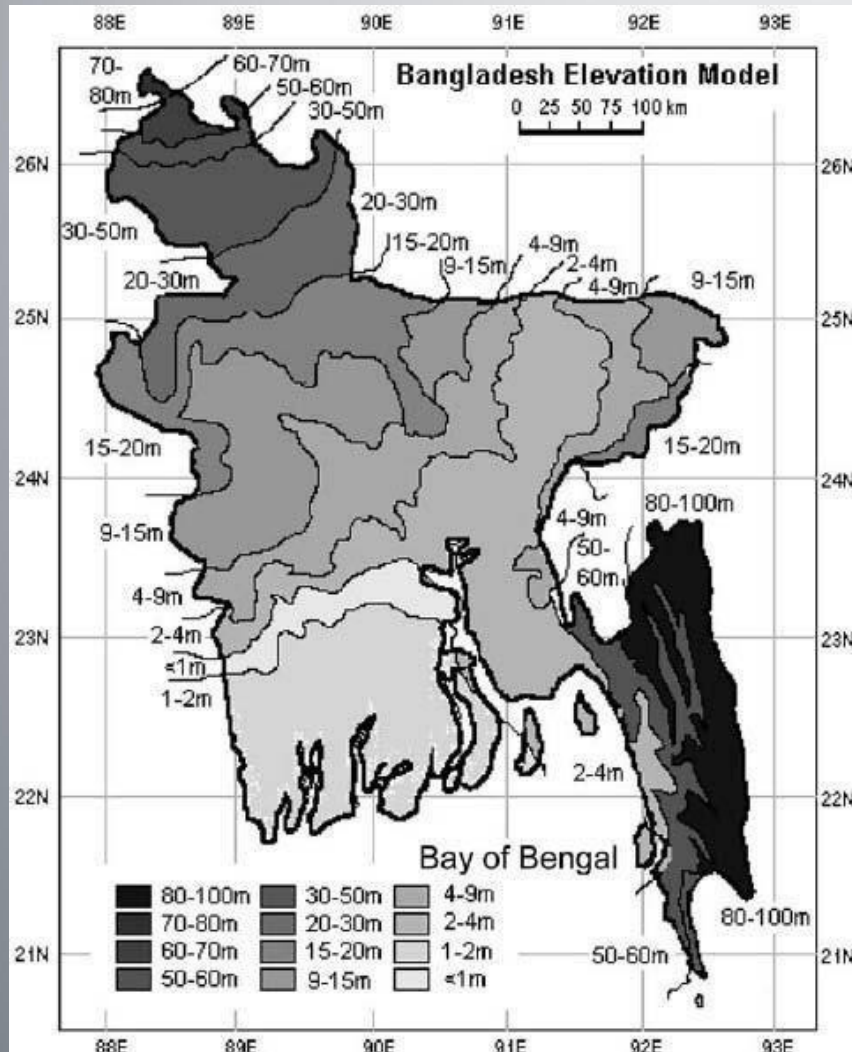 88E 89E 90E 91E 92E 93E
Bangladesh Elevation Model
0 25 50 75 100 km
70-
80m
60-70m
50-60m
30-50m
26N 26N
20-30m
30-50m
15-20m
4-9m
9-15m
2-4m
4-9m
9-15m
20-30m
25N 25N
15-20m
15-20m
24N 24N
80-100m
9-15m
4-9m
50-
60m
4-9m
2-4m
23N 23N
<1m
1-2m
2-4m
22N 22N
Bay of Bengal
80-100m 30-50m 4-9m
70-80m 20-30m 2-4m
60-70m 15-20m 1-2m
50-60m 9-15m <1m
80-100m
50-60m
21N 21N
88E 89E 90E 91E 92E 93E